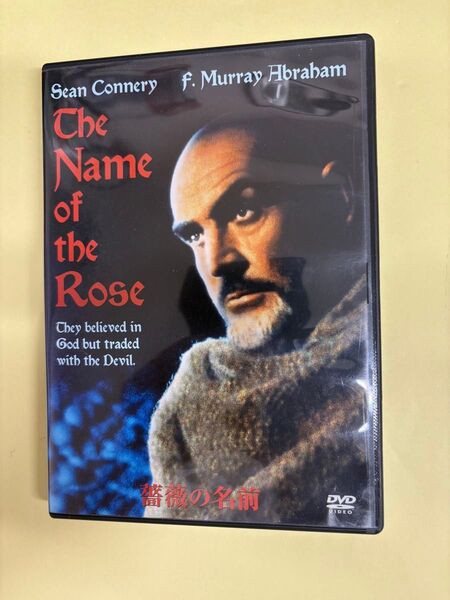 Sean Connery F. Murray Abraham
The
Name
of
the
Rose
They believed in
God but traded
with the Devil.
薔薇の名前
DVD
VIDEO